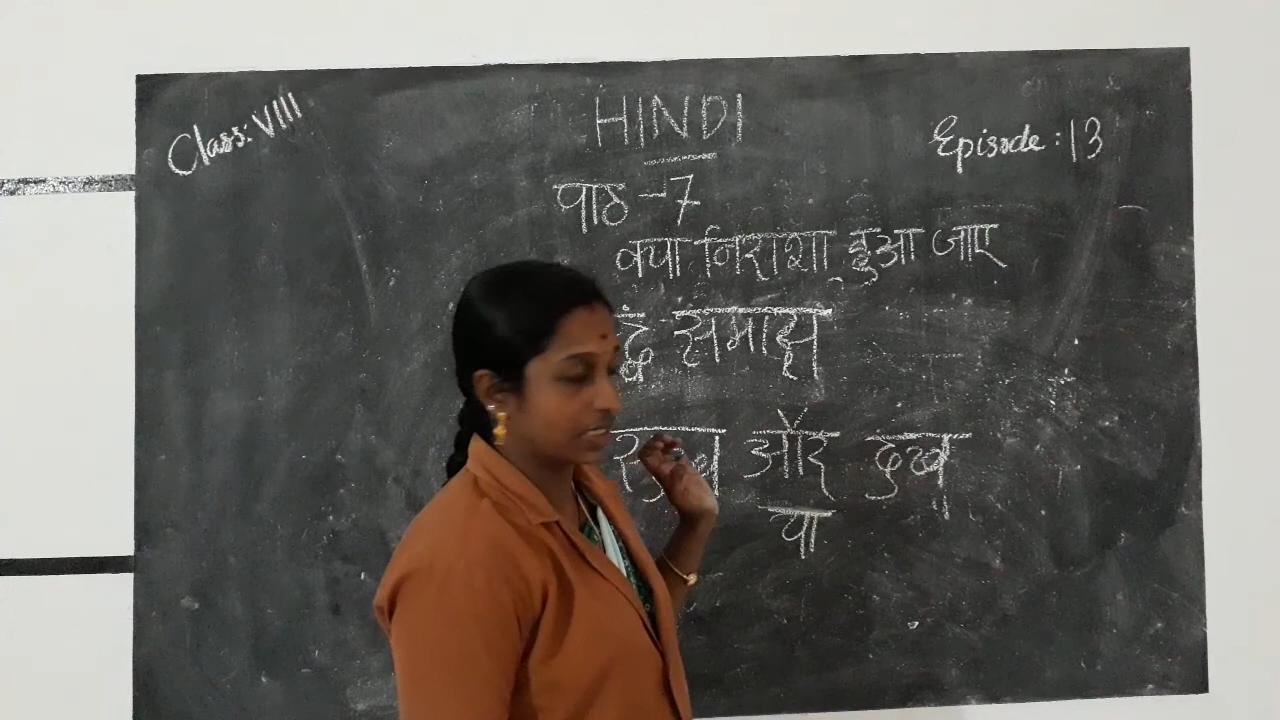 Class: VIII
HINDI
Episode: 13
पाठ -7
क्या निराशा हुआ जाए
द्वंद्व समास
सुख और दुख
या